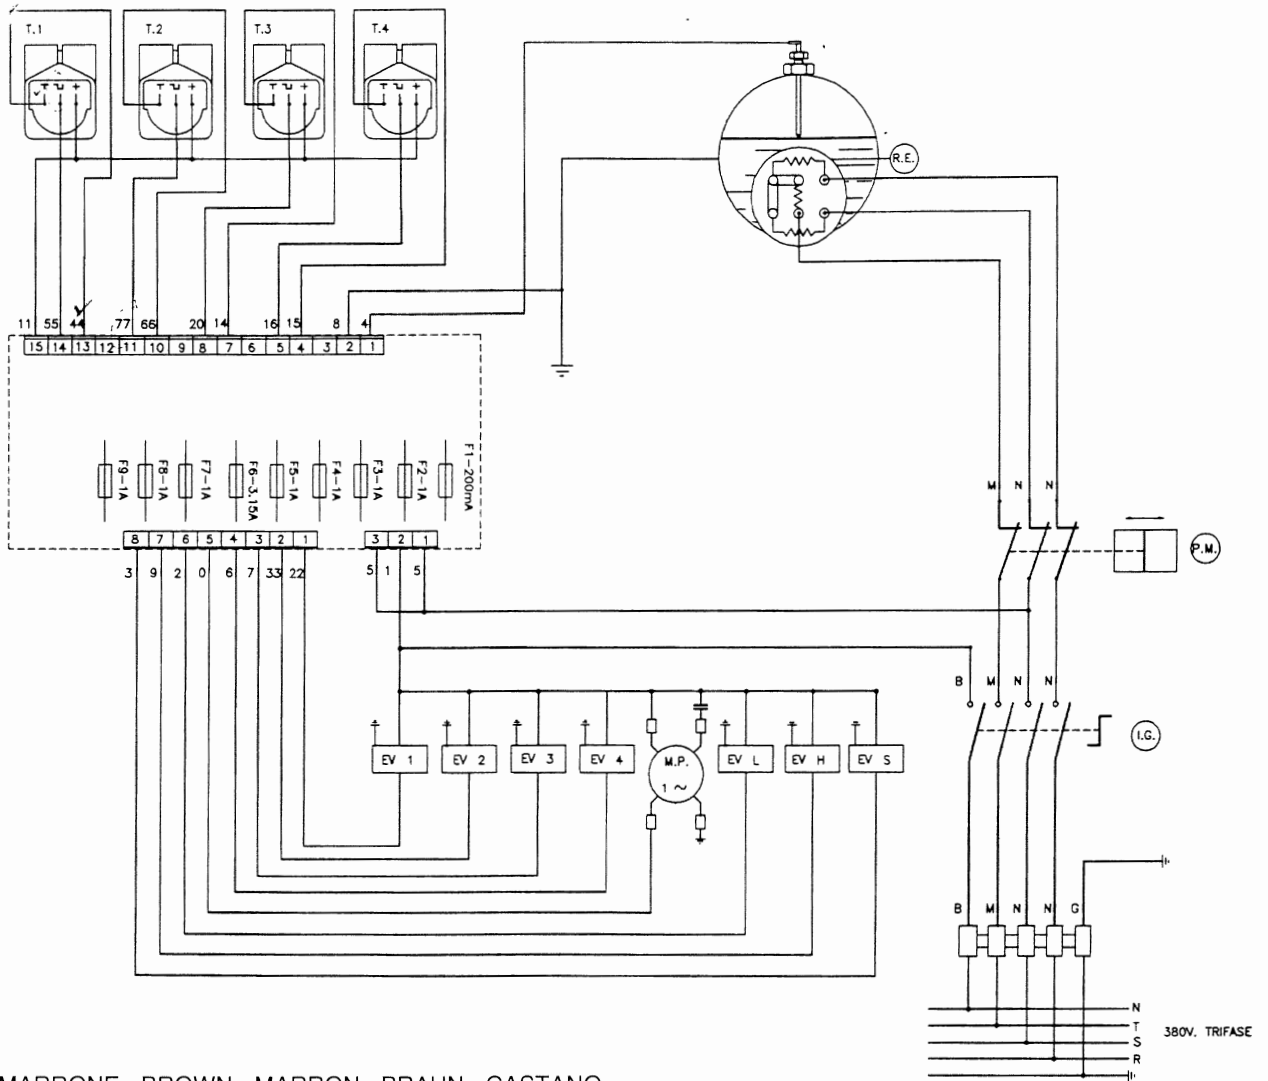 T.1 T.2 T.3 T.4
R.E.
11 55 44 77 66 20 14 16 15 8 4
15 14 13 12 11 10 9 8 7 6 5 4 3 2 1
F9-1A F8-1A F7-1A F6-3.15A F5-1A F4-1A F3-1A F2-1A F1-200mA
M N N
P.M.
8 7 6 5 4 3 2 1 3 2 1
3 9 2 0 6 7 33 22 5 1 5
B M N N
I.G.
EV 1 EV 2 EV 3 EV 4 M.P. EV L EV H EV S
1 ~
B M N N G
N
T
S
R
380V. TRIFASE
MARRONE BROWN MARRON BRAUN CASTANO